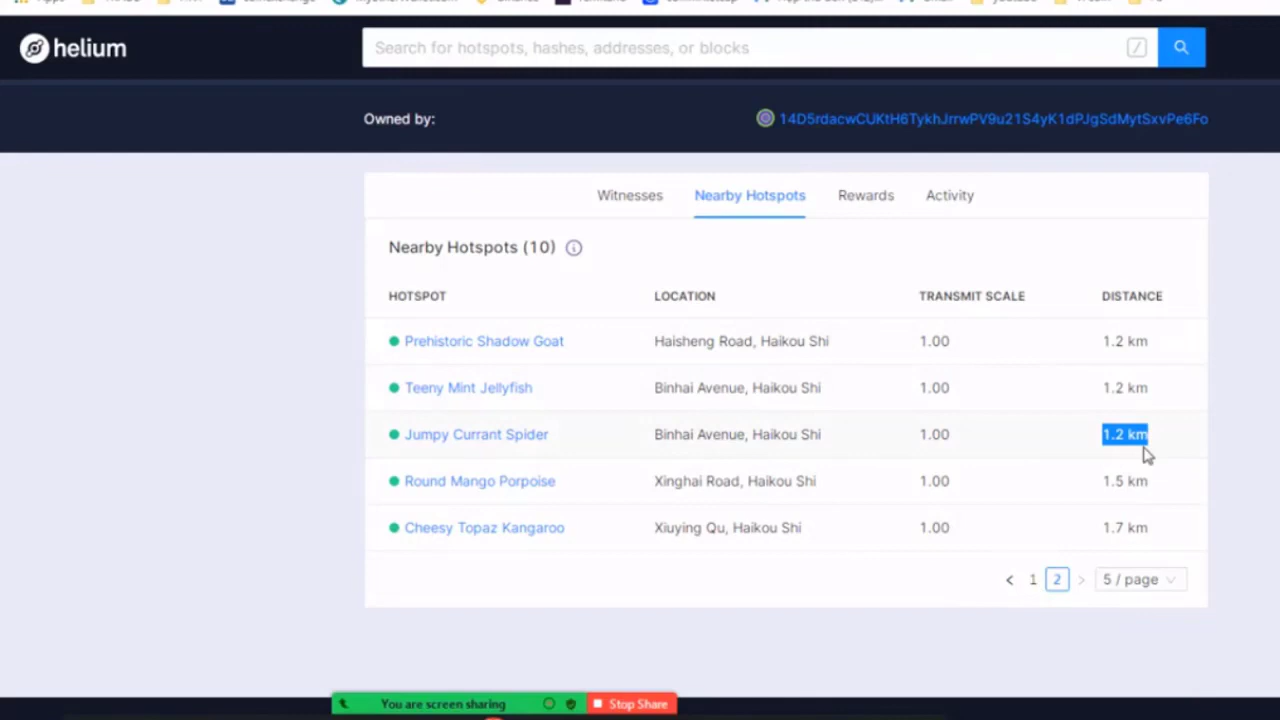 helium
Search for hotspots, hashes, addresses, or blocks /
Owned by: 14D5rdacwCUKtH6TykhJrrwPV9u21S4yK1dPJgSdMytSxvPe6Fo
Witnesses Nearby Hotspots Rewards Activity
Nearby Hotspots (10)
HOTSPOT LOCATION TRANSMIT SCALE DISTANCE
Prehistoric Shadow Goat Haisheng Road, Haikou Shi 1.00 1.2 km
Teeny Mint Jellyfish Binhai Avenue, Haikou Shi 1.00 1.2 km
Jumpy Currant Spider Binhai Avenue, Haikou Shi 1.00 1.2 km
Round Mango Porpoise Xinghai Road, Haikou Shi 1.00 1.5 km
Cheesy Topaz Kangaroo Xiuying Qu, Haikou Shi 1.00 1.7 km
< 1 2 > 5 / page
You are screen sharing Stop Share